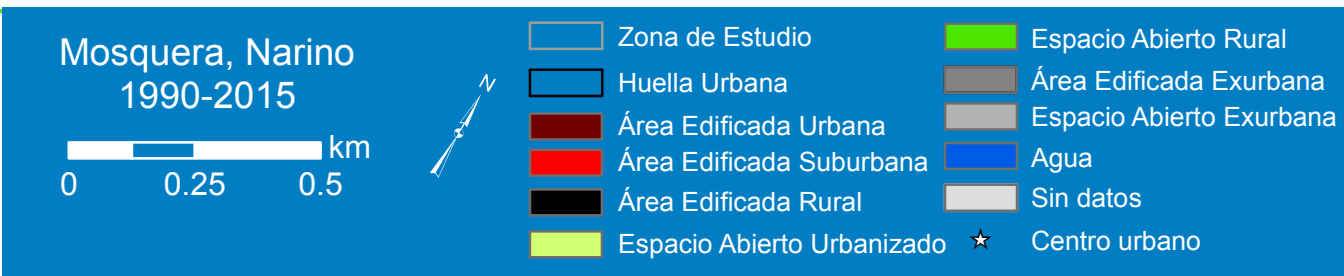 Mosquera, Narino
1990-2015
km
0 0.25 0.5
N
Zona de Estudio
Huella Urbana
Área Edificada Urbana
Área Edificada Suburbana
Área Edificada Rural
Espacio Abierto Urbanizado
Espacio Abierto Rural
Área Edificada Exurbana
Espacio Abierto Exurbana
Agua
Sin datos
Centro urbano